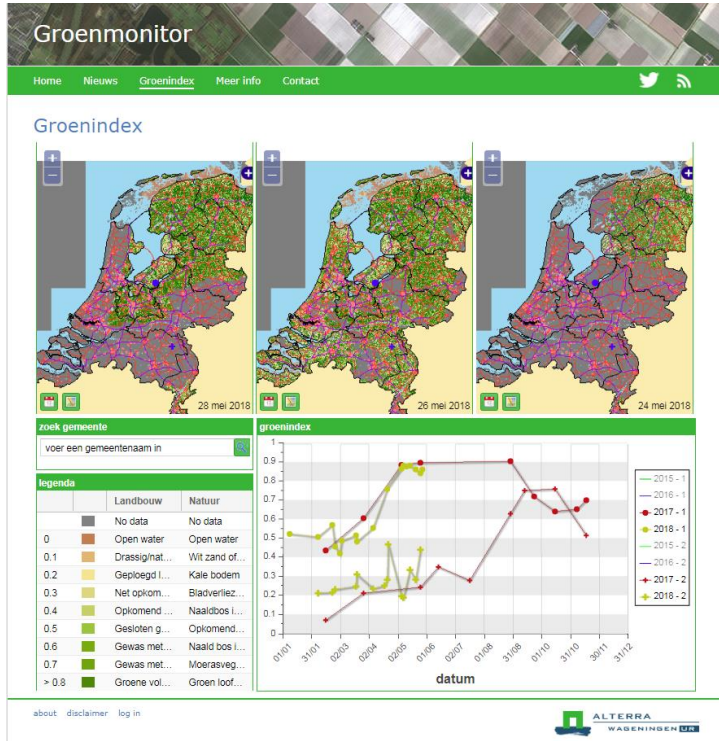 Groenmonitor
Home Nieuws Groenindex Meer info Contact
Groenindex
+ + +
28 mei 2018 26 mei 2018 24 mei 2018
zoek gemeente
voer een gemeentenaam in
legenda
Landbouw Natuur
No data No data
0 Open water Open water
0.1 Drassig/nat... Wit zand of...
0.2 Geploegd l... Kale bodem
0.3 Net opkom... Bladverliez...
0.4 Opkomend ... Naaldbos i...
0.5 Gesloten g... Opkomend...
0.6 Gewas met... Naald bos i...
0.7 Gewas met... Moerasveg...
> 0.8 Groene vol... Groen loof...
groenindex
1
0.9
0.8
0.7
0.6
0.5
0.4
0.3
0.2
0.1
0
01/01 31/01 02/03 02/04 02/05 01/06 02/07 01/08 31/08 01/10 31/10 30/11 31/12
datum
2015 - 1
2016 - 1
2017 - 1
2018 - 1
2015 - 2
2016 - 2
2017 - 2
2018 - 2
about disclaimer log in
ALTERRA
WAGENINGEN UR